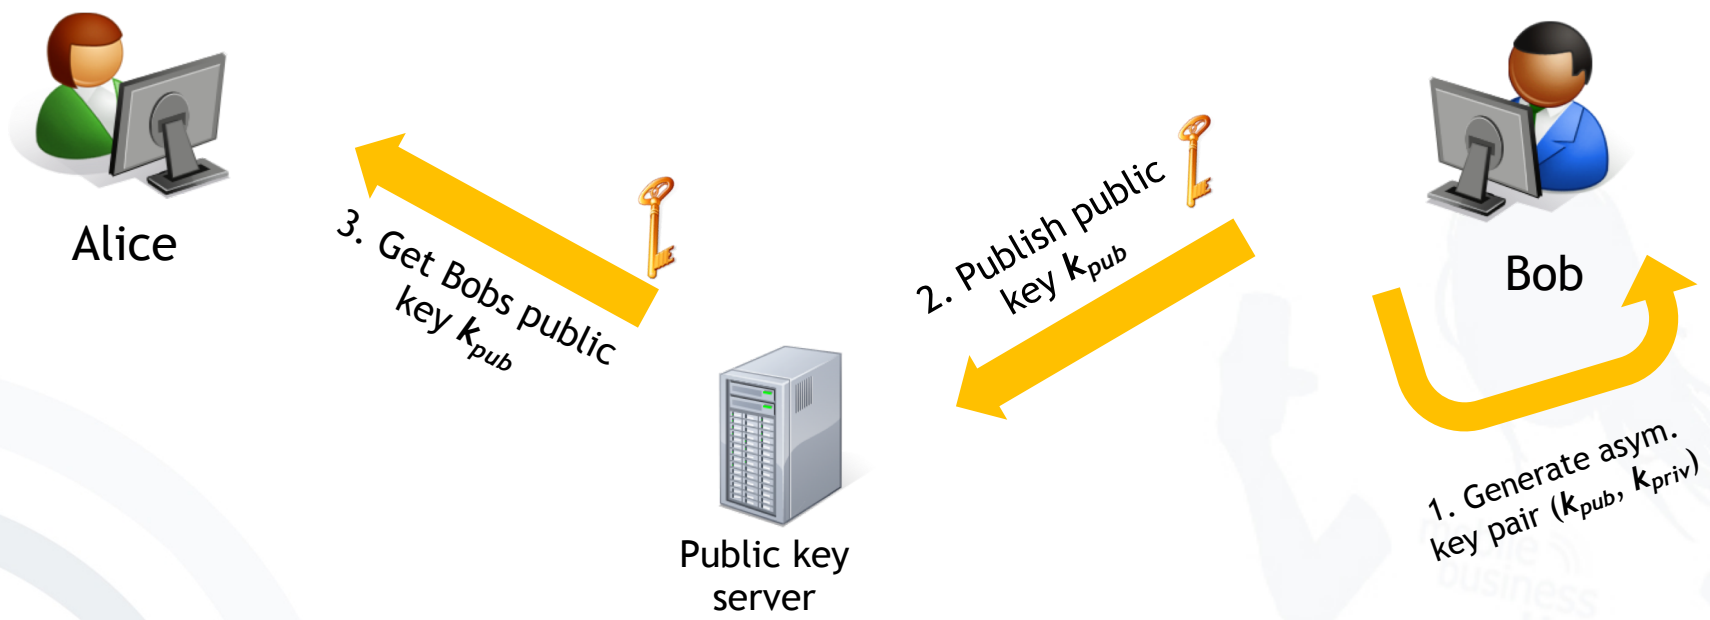 Alice
3. Get Bobs public
key kpub
2. Publish public
key kpub
Bob
1. Generate asym.
key pair (kpub, kpriv)
Public key
server
business